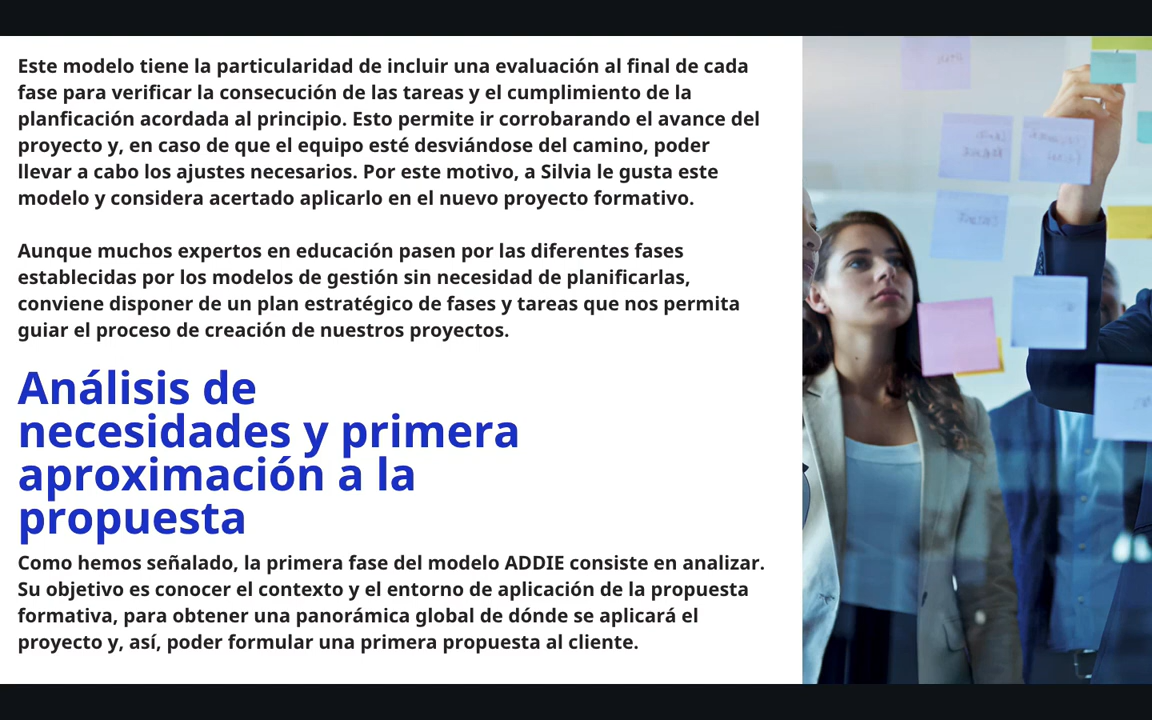 Este modelo tiene la particularidad de incluir una evaluación al final de cada
fase para verificar la consecución de las tareas y el cumplimiento de la
planficación acordada al principio. Esto permite ir corrobarando el avance del
proyecto y, en caso de que el equipo esté desviándose del camino, poder
llevar a cabo los ajustes necesarios. Por este motivo, a Silvia le gusta este
modelo y considera acertado aplicarlo en el nuevo proyecto formativo.
Aunque muchos expertos en educación pasen por las diferentes fases
establecidas por los modelos de gestión sin necesidad de planificarlas,
conviene disponer de un plan estratégico de fases y tareas que nos permita
guiar el proceso de creación de nuestros proyectos.
Análisis de
necesidades y primera
aproximación a la
propuesta
Como hemos señalado, la primera fase del modelo ADDIE consiste en analizar.
Su objetivo es conocer el contexto y el entorno de aplicación de la propuesta
formativa, para obtener una panorámica global de dónde se aplicará el
proyecto y, así, poder formular una primera propuesta al cliente.